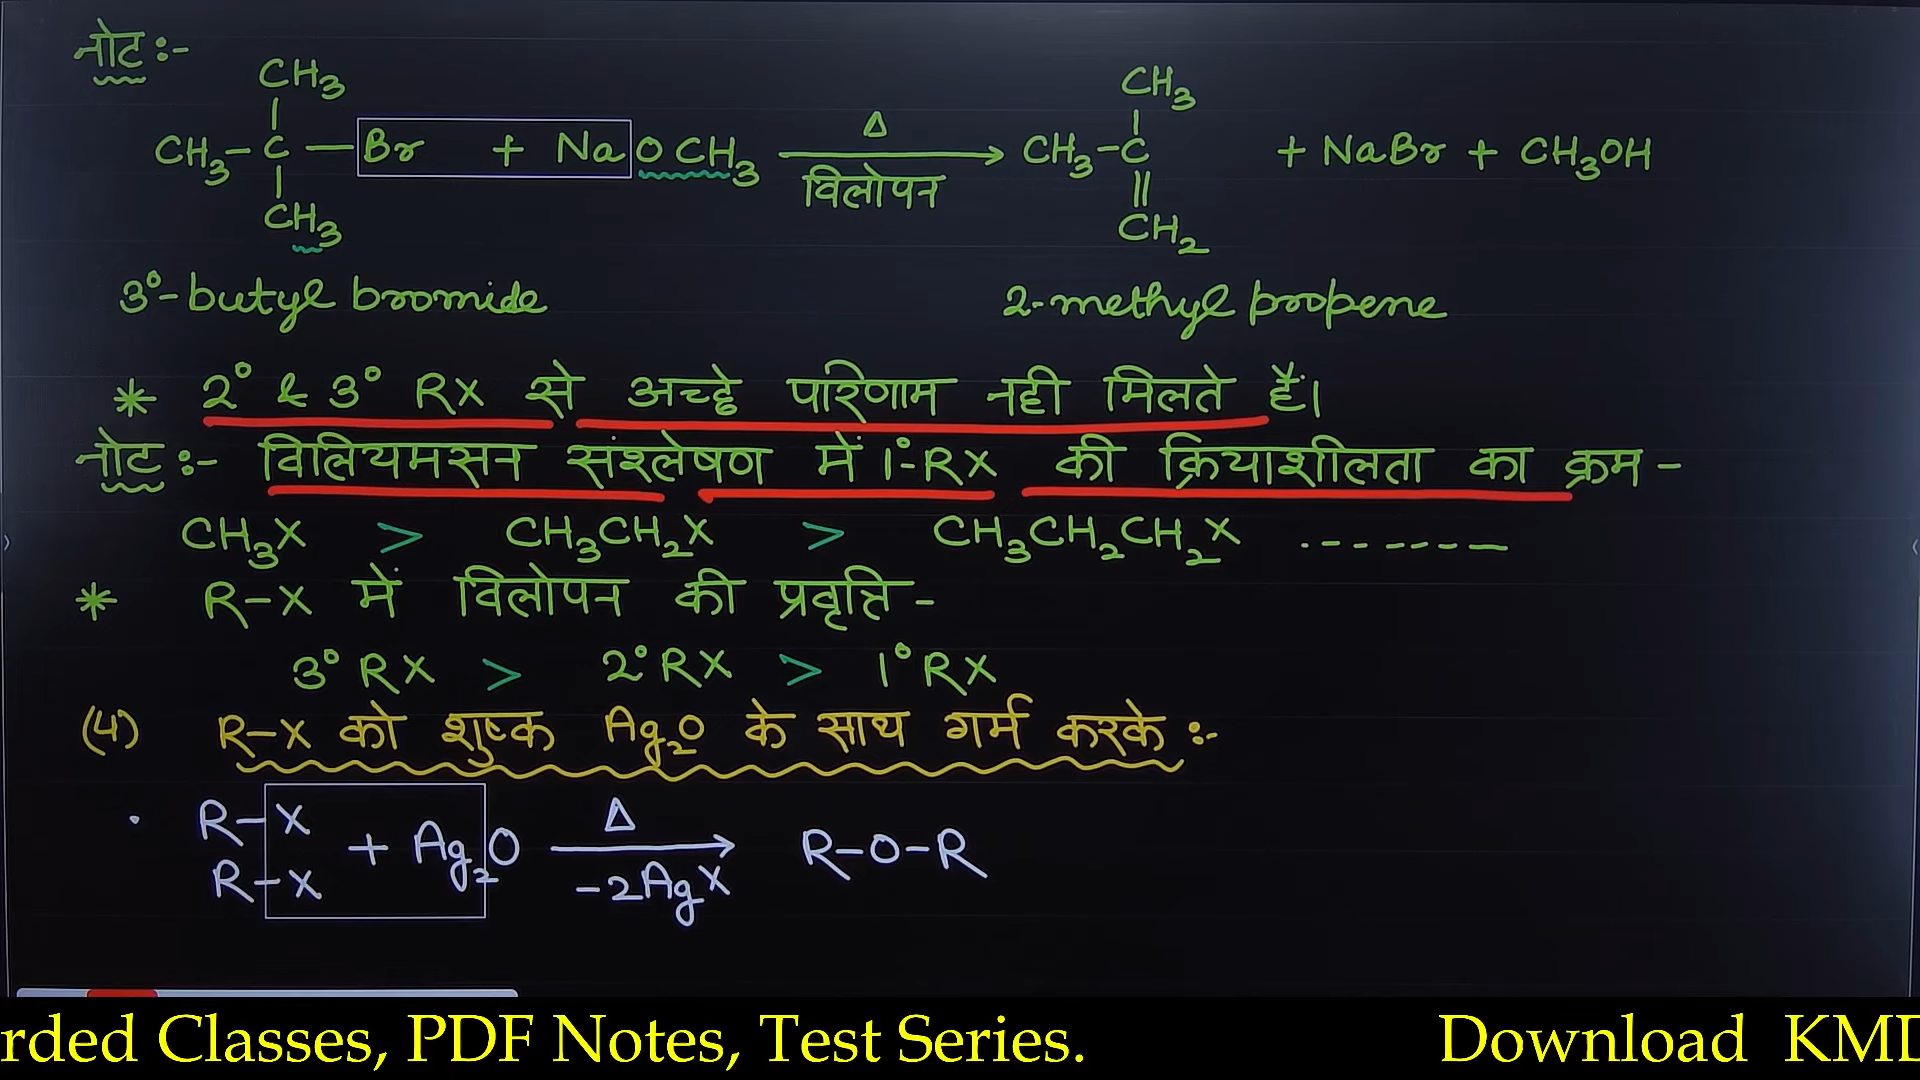 नोट :-
CH3 CH3
CH3-C-Br + NaOCH3 Δ→ विलोपन CH3-C + NaBr + CH3OH
CH3 CH2
3°-butyl bromide 2-methyl propene
* 2° & 3° RX से अच्छे परिणाम नही मिलते हैं।
नोट :- विलियमसन संश्लेषण में 1°-RX की क्रियाशीलता का क्रम -
CH3X > CH3CH2X > CH3CH2CH2X -------
* R-X में विलोपन की प्रवृत्ति -
3° RX > 2° RX > 1° RX
(4) R-X को शुष्क Ag2O के साथ गर्म करके :-
R-X
R-X + Ag2O Δ→ -2AgX R-O-R
rded Classes, PDF Notes, Test Series. Download KMD